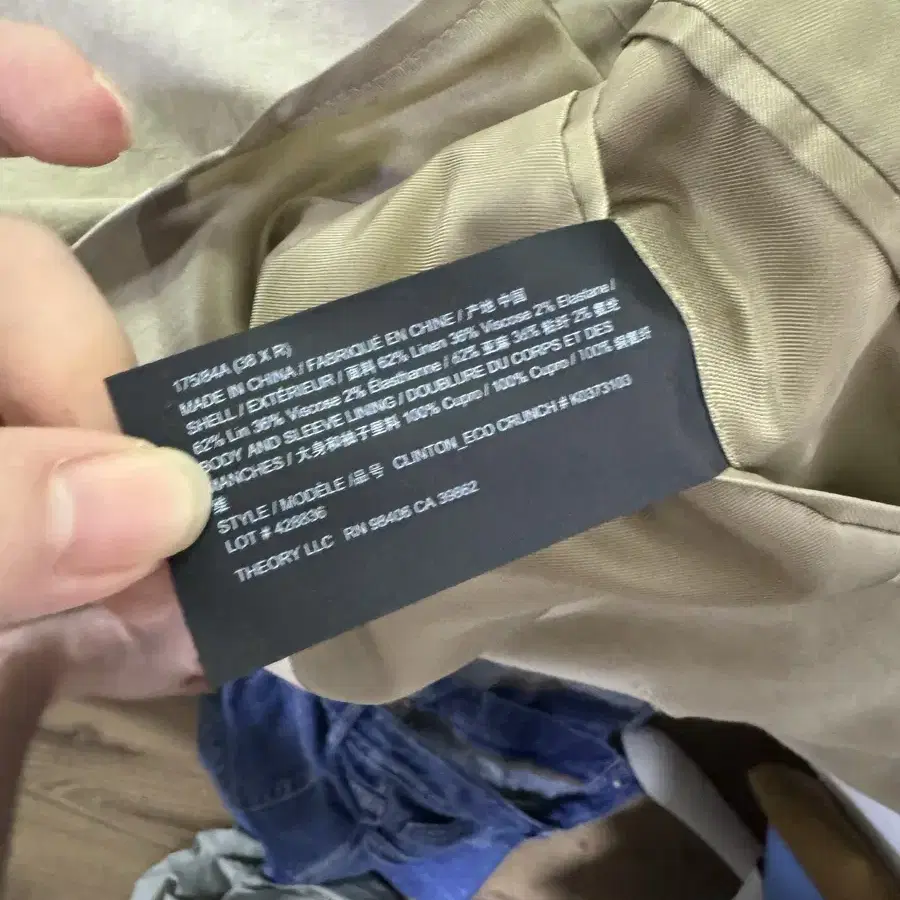 175/84A (38 X R)
MADE IN CHINA / FABRIQUE EN CHINE / 产地 中国
SHELL / EXTÉRIEUR / 面料 62% Linen 36% Viscose 2% Elastane /
62% Lin 36% Viscose 2% Élasthanne / 62% 亚麻 36% 粘纤 2% 氨纶
BODY AND SLEEVE LINING / DOUBLURE DU CORPS ET DES
MANCHES / 大身和袖子里料 100% Cupro / 100% Cupro / 100% 铜氨纤
维
STYLE / MODÈLE / 品号 CLINTON_ECO CRUNCH # K0373103
LOT # 428836
THEORY LLC RN 98406 CA 39862